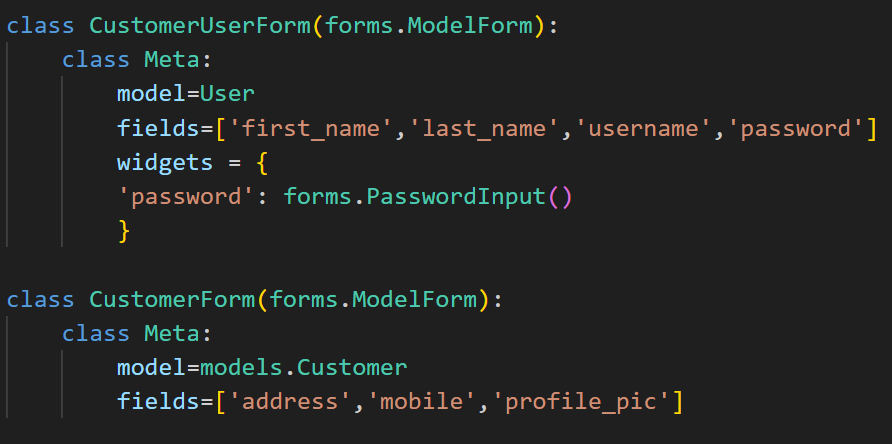 class CustomerUserForm(forms.ModelForm):
    class Meta:
        model=User
        fields=['first_name','last_name','username','password']
        widgets = {
        'password': forms.PasswordInput()
        }

class CustomerForm(forms.ModelForm):
    class Meta:
        model=models.Customer
        fields=['address','mobile','profile_pic']